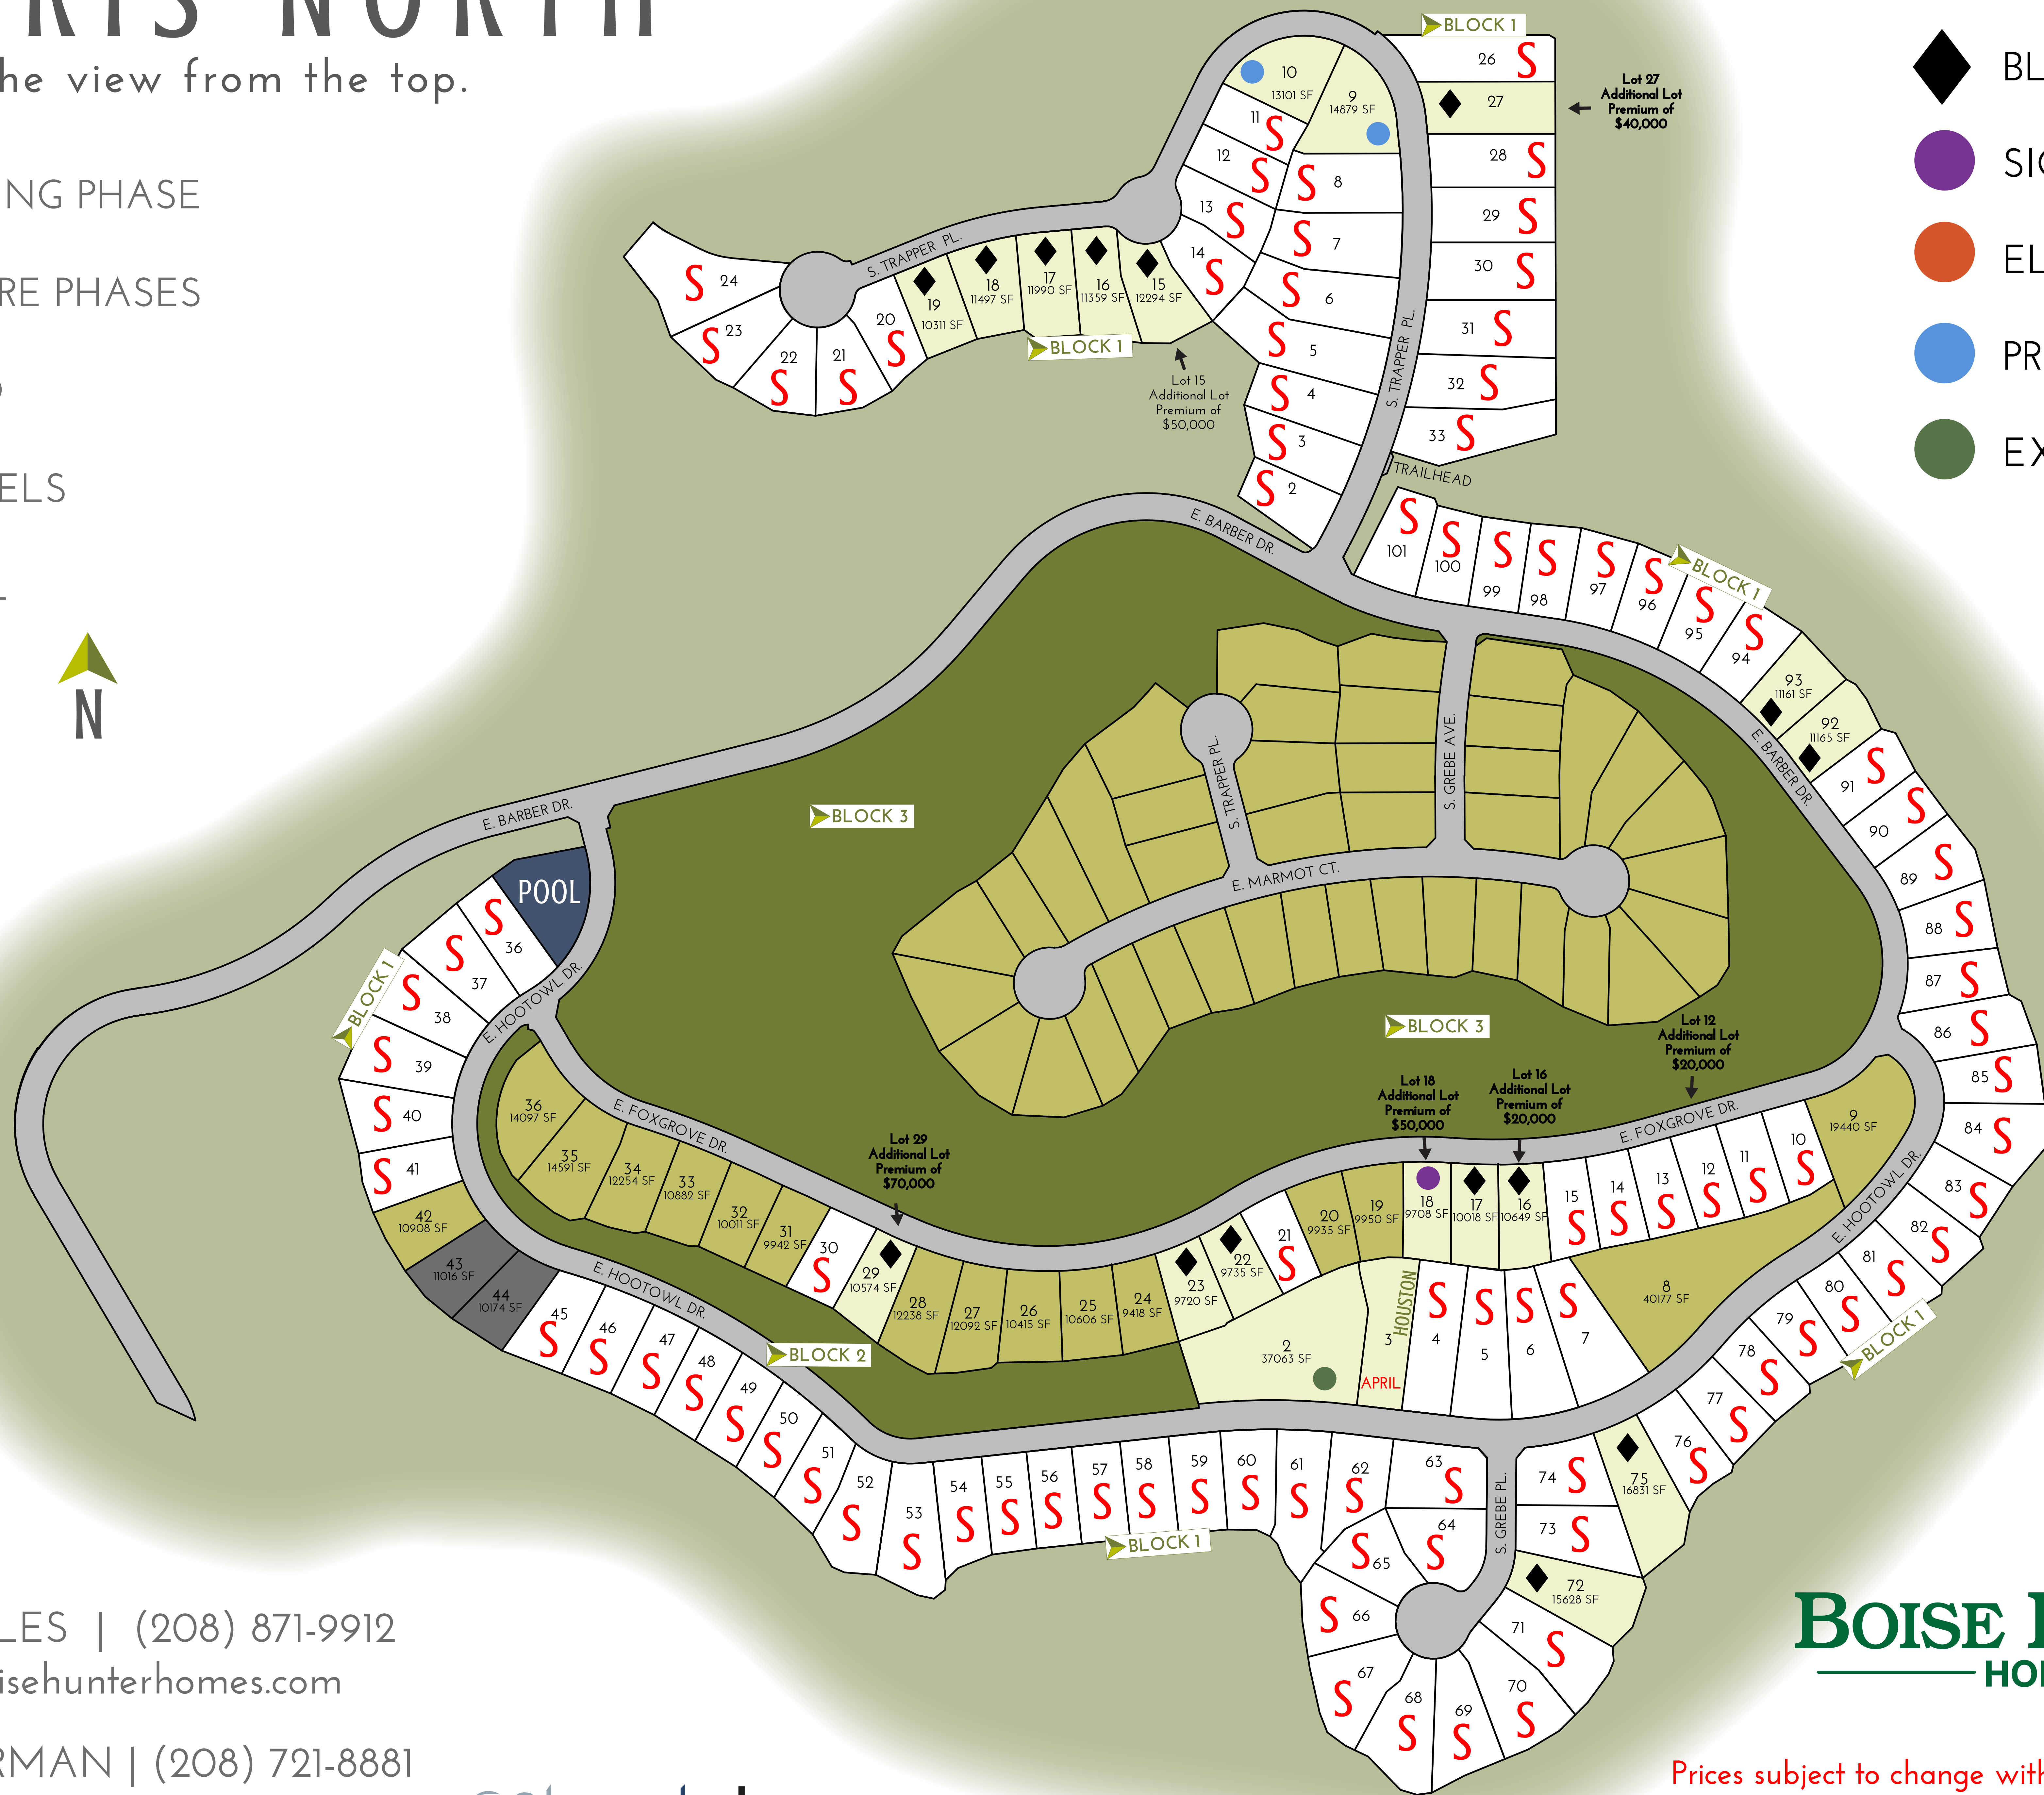 RIS NORTH
he view from the top.
NG PHASE
RE PHASES
ELS
N
BL
SIG
EL
PR
EX
BLOCK 1
26 S
27
Lot 27
Additional Lot
Premium of
$40,000
28 S
29 S
30 S
31 S
32 S
33 S
TRAILHEAD
10
13101 SF
9
14879 SF
11 S
12 S
13 S
14 S
S 8
S 7
S 6
S 5
S 4
S 3
S 2
S. TRAPPER PL.
S. TRAPPER PL.
S 24
S 23
22 S
21 S
20 S
19
10311 SF
18
11497 SF
17
11990 SF
16
11359 SF
15
12294 SF
BLOCK 1
Lot 15
Additional Lot
Premium of
$50,000
E. BARBER DR.
S 101
S 100
S 99
S 98
S 97
S 96
S 95
S 94
BLOCK 1
93
11161 SF
92
11165 SF
E. BARBER DR.
91 S
90 S
89 S
88 S
87 S
86 S
85 S
84 S
83 S
82 S
81 S
80 S
79 S
78 S
77 S
76 S
BLOCK 1
S. TRAPPER PL.
S. GREBE AVE.
E. MARMOT CT.
BLOCK 3
BLOCK 3
E. BARBER DR.
POOL
E. HOOTOWL DR.
BLOCK 1
S 36
S 37
S 38
S 39
S 40
S 41
42
10908 SF
43
11016 SF
44
10174 SF
36
14097 SF
35
14591 SF
34
12254 SF
33
10882 SF
32
10011 SF
31
9942 SF
30 S
29
10574 SF
28
12238 SF
27
12092 SF
26
10415 SF
25
10606 SF
24
9418 SF
23
9720 SF
22
9735 SF
21 S
20
9935 SF
19
9950 SF
18
9708 SF
17
10018 SF
16
10649 SF
15 S
14 S
13 S
12 S
11 S
10 S
9
19440 SF
8
40177 SF
E. FOXGROVE DR.
Lot 29
Additional Lot
Premium of
$70,000
Lot 18
Additional Lot
Premium of
$50,000
Lot 16
Additional Lot
Premium of
$20,000
Lot 12
Additional Lot
Premium of
$20,000
E. FOXGROVE DR.
E. HOOTOWL DR.
E. HOOTOWL DR.
BLOCK 2
2
37063 SF
3
HOUSTON
APRIL
S 4
S 5
S 6
S 7
45 S
46 S
47 S
48 S
49 S
50 S
51 S
52 S
53 S
54 S
55 S
56 S
57 S
58 S
59 S
60 S
61 S
62 S
63 S
64 S
S 65
S 66
67 S
68 S
69 S
70 S
71 S
72
15628 SF
73 S
74 S
75
16831 SF
S. GREBE PL.
BLOCK 1
LES | (208) 871-9912
isehunterhomes.com
RMAN | (208) 721-8881
BOISE
HO
Prices subject to change with